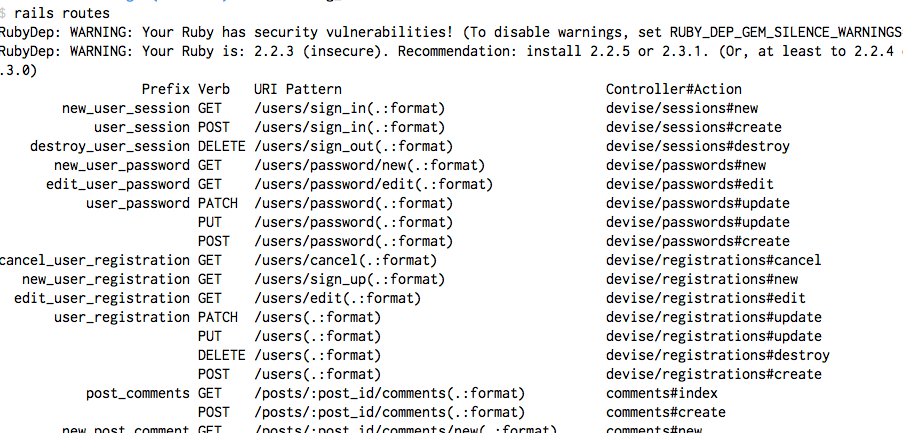 $ rails routes
RubyDep: WARNING: Your Ruby has security vulnerabilities! (To disable warnings, set RUBY_DEP_GEM_SILENCE_WARNINGS
RubyDep: WARNING: Your Ruby is: 2.2.3 (insecure). Recommendation: install 2.2.5 or 2.3.1. (Or, at least to 2.2.4
.3.0)
Prefix Verb URI Pattern Controller#Action
new_user_session GET /users/sign_in(.:format) devise/sessions#new
user_session POST /users/sign_in(.:format) devise/sessions#create
destroy_user_session DELETE /users/sign_out(.:format) devise/sessions#destroy
new_user_password GET /users/password/new(.:format) devise/passwords#new
edit_user_password GET /users/password/edit(.:format) devise/passwords#edit
user_password PATCH /users/password(.:format) devise/passwords#update
PUT /users/password(.:format) devise/passwords#update
POST /users/password(.:format) devise/passwords#create
cancel_user_registration GET /users/cancel(.:format) devise/registrations#cancel
new_user_registration GET /users/sign_up(.:format) devise/registrations#new
edit_user_registration GET /users/edit(.:format) devise/registrations#edit
user_registration PATCH /users(.:format) devise/registrations#update
PUT /users(.:format) devise/registrations#update
DELETE /users(.:format) devise/registrations#destroy
POST /users(.:format) devise/registrations#create
post_comments GET /posts/:post_id/comments(.:format) comments#index
POST /posts/:post_id/comments(.:format) comments#create
new_post_comment GET /posts/:post_id/comments/new(.:format) comments#new